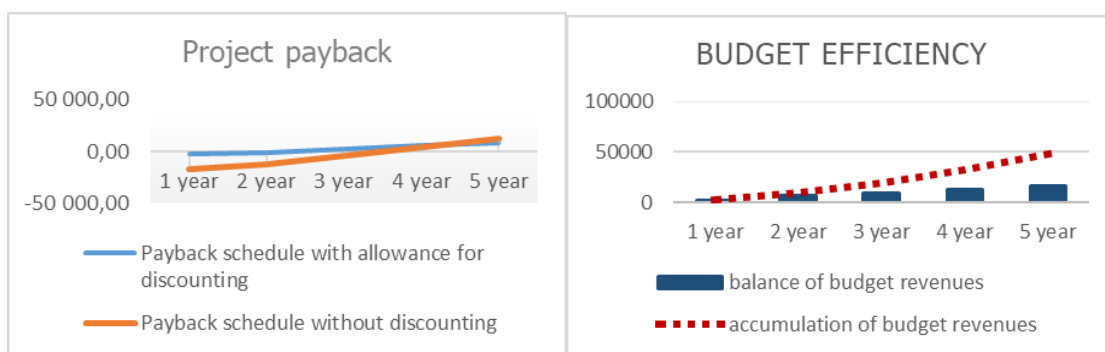 Project payback
50 000,00
0,00
-50 000,00
1 year 2 year 3 year 4 year 5 year
Payback schedule with allowance for
discounting
Payback schedule without discounting
BUDGET EFFICIENCY
100000
50000
0
1 year 2 year 3 year 4 year 5 year
balance of budget revenues
accumulation of budget revenues